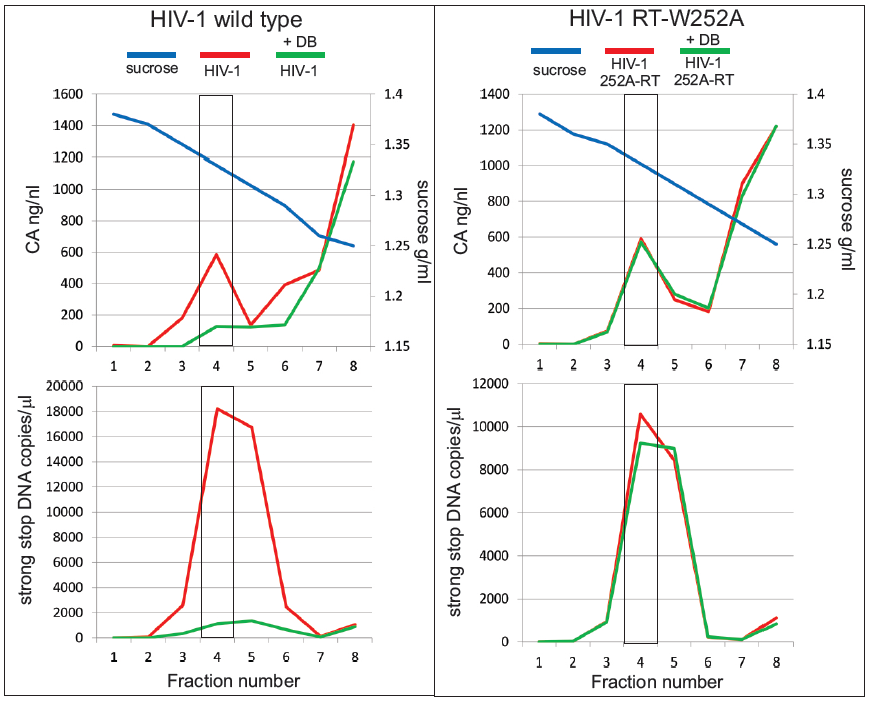 HIV-1 wild type
sucrose
HIV-1
+ DB
HIV-1
1600
1400
1200
1000
800
600
400
200
0
CA ng/nl
1.4
1.35
1.3
1.25
1.2
1.15
sucrose g/ml
1 2 3 4 5 6 7 8
20000
18000
16000
14000
12000
10000
8000
6000
4000
2000
0
strong stop DNA copies/µl
1 2 3 4 5 6 7 8
Fraction number
HIV-1 RT-W252A
sucrose
HIV-1
252A-RT
+ DB
HIV-1
252A-RT
1400
1200
1000
800
600
400
200
0
CA ng/nl
1.4
1.35
1.3
1.25
1.2
1.15
sucrose g/ml
1 2 3 4 5 6 7 8
12000
10000
8000
6000
4000
2000
0
strong stop DNA copies/µl
1 2 3 4 5 6 7 8
Fraction number